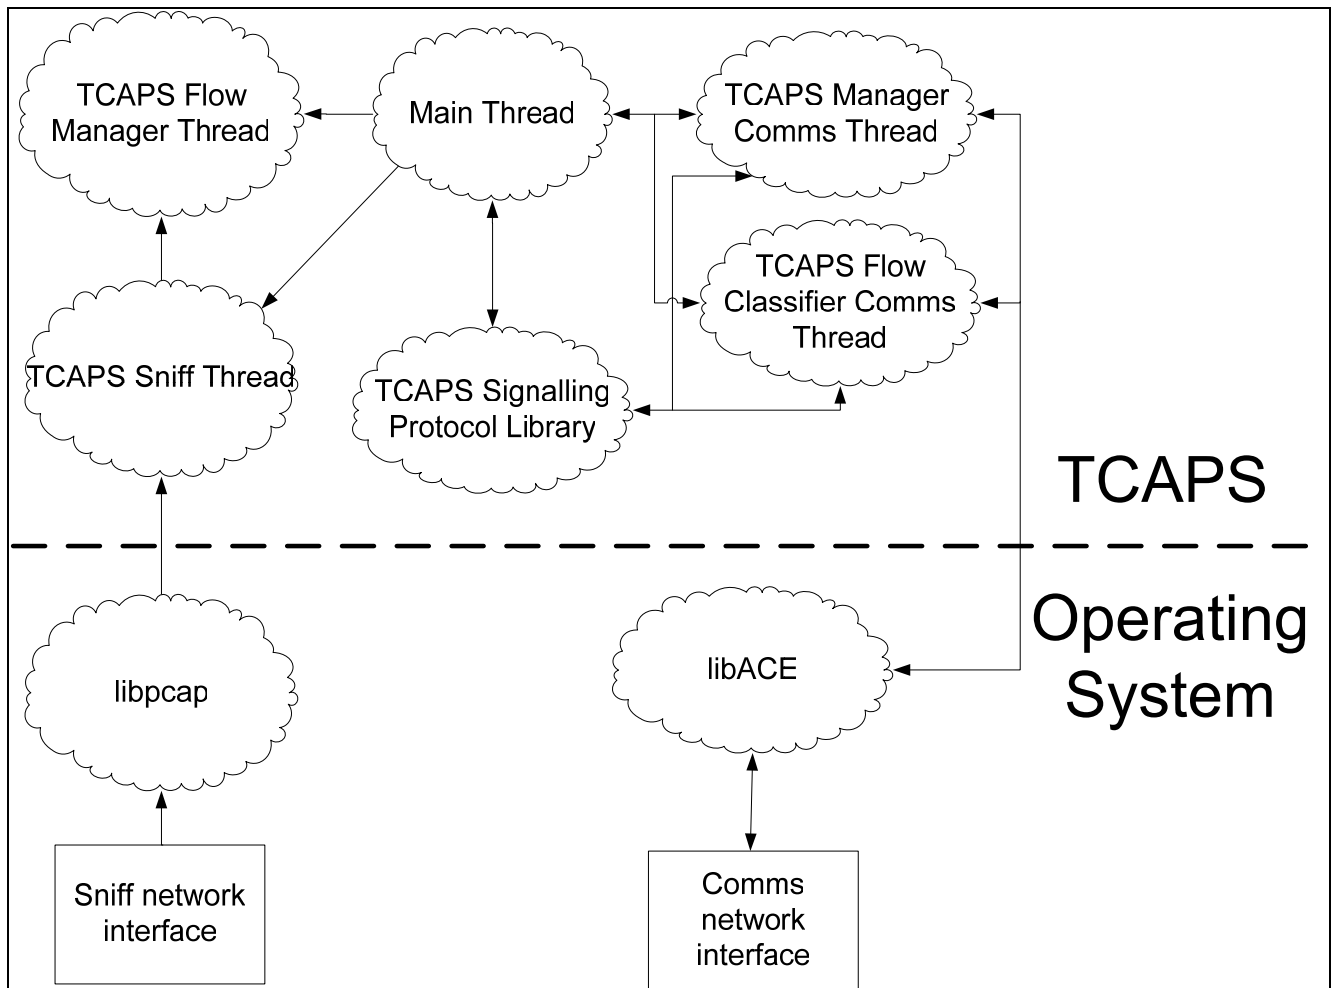 TCAPS Flow
Manager Thread
Main Thread
TCAPS Manager
Comms Thread
TCAPS Flow
Classifier Comms
Thread
TCAPS Sniff Thread
TCAPS Signalling
Protocol Library
TCAPS
Operating
System
libpcap
libACE
Sniff network
interface
Comms
network
interface